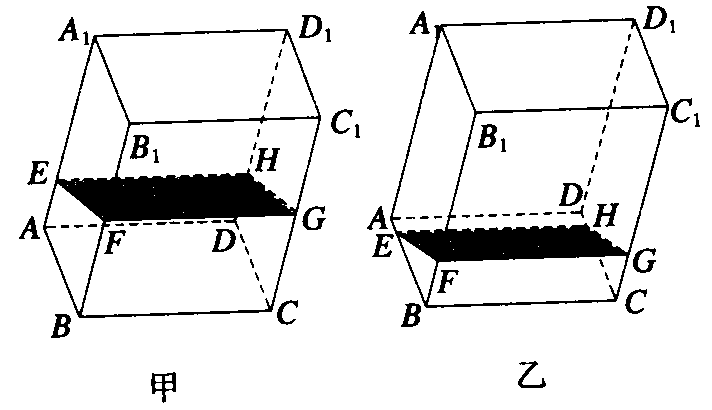 A₁ D₁
B₁ C₁
E H
A F D G
B C
甲
A₁ D₁
B₁ C₁
A D H
E F G
B C
乙